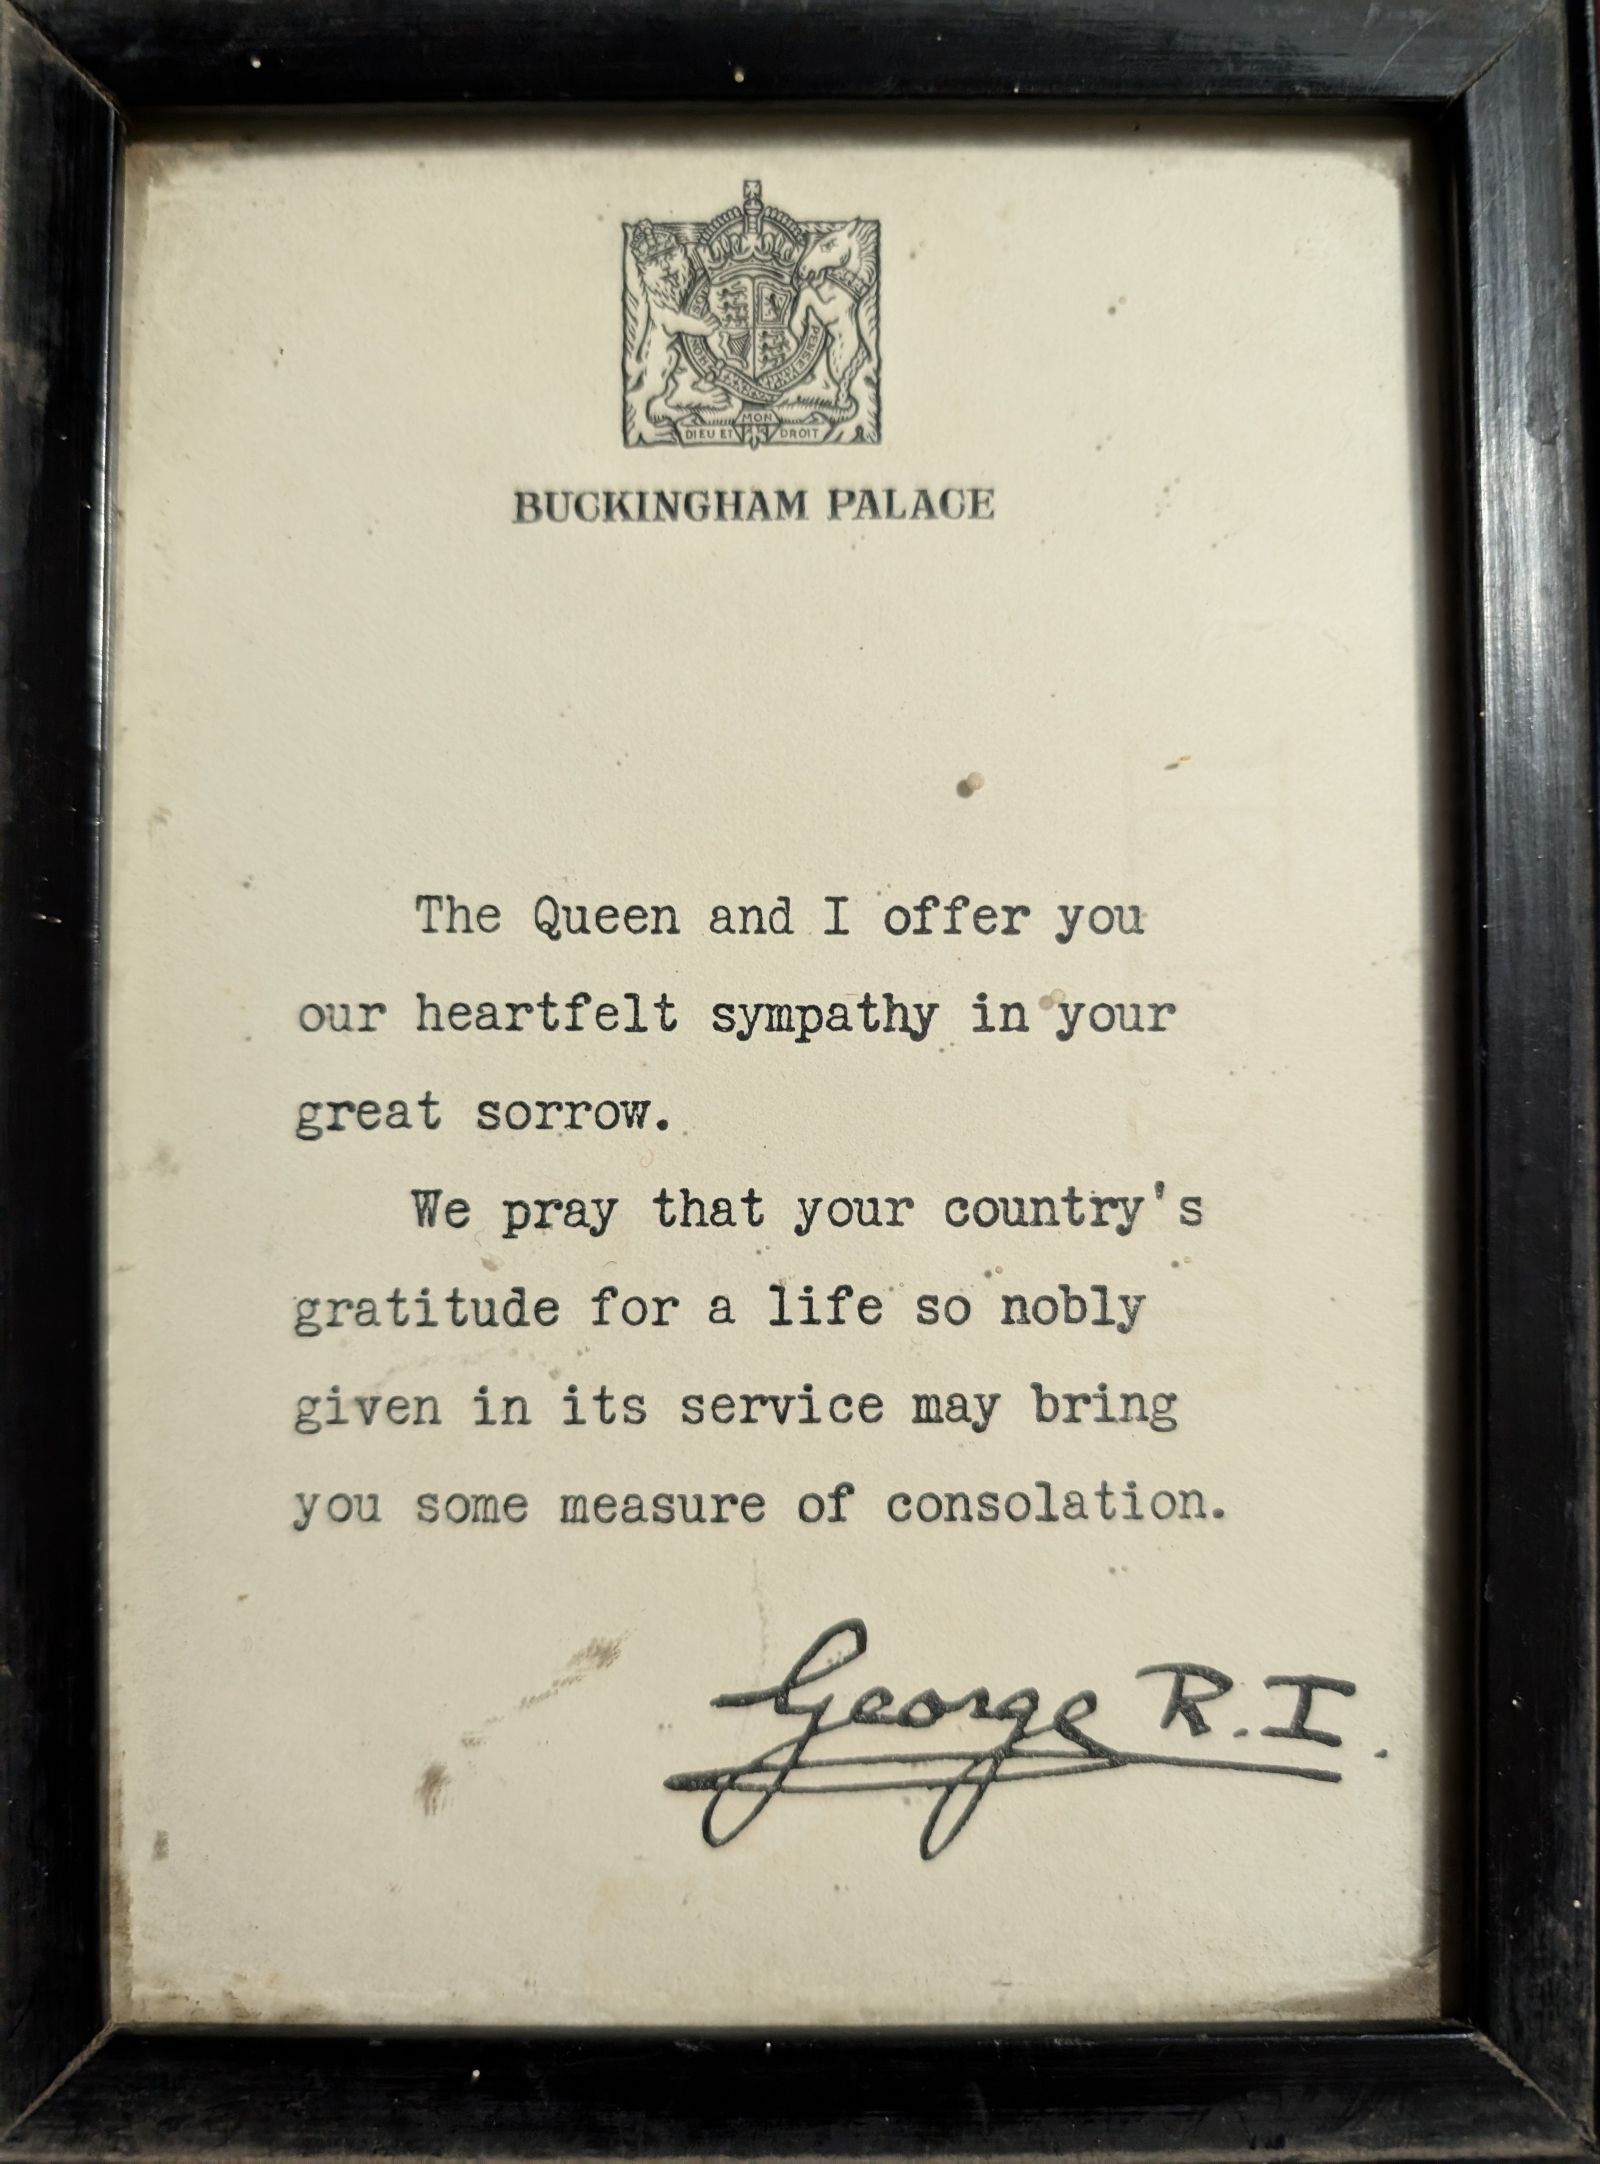 MON
DIEU ET DROIT
BUCKINGHAM PALACE
The Queen and I offer you
our heartfelt sympathy in your
great sorrow.
We pray that your country's
gratitude for a life so nobly
given in its service may bring
you some measure of consolation.
George R.I.